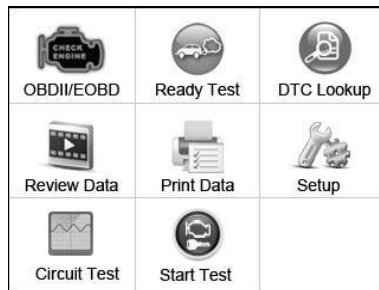 CHECK
ENGINE
OBDII/EOBD
Ready Test
DTC Lookup
Review Data
Print Data
Setup
Circuit Test
Start Test